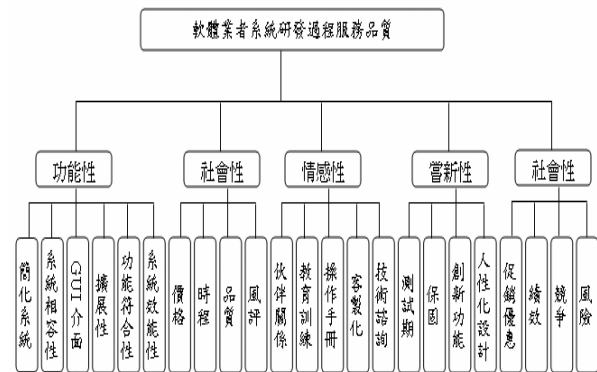 軟體業者系統研發過程服務品質
功能性
社會性
情感性
嘗新性
社會性
簡化系統
系統相容性
GUI介面
擴展性
功能符合性
系統效能性
價格
時程
品質
風評
伙伴關係
教育訓練
操作手冊
客製化
技術諮詢
測試期
保固
創新功能
人性化設計
促銷優惠
績效
競爭
風險